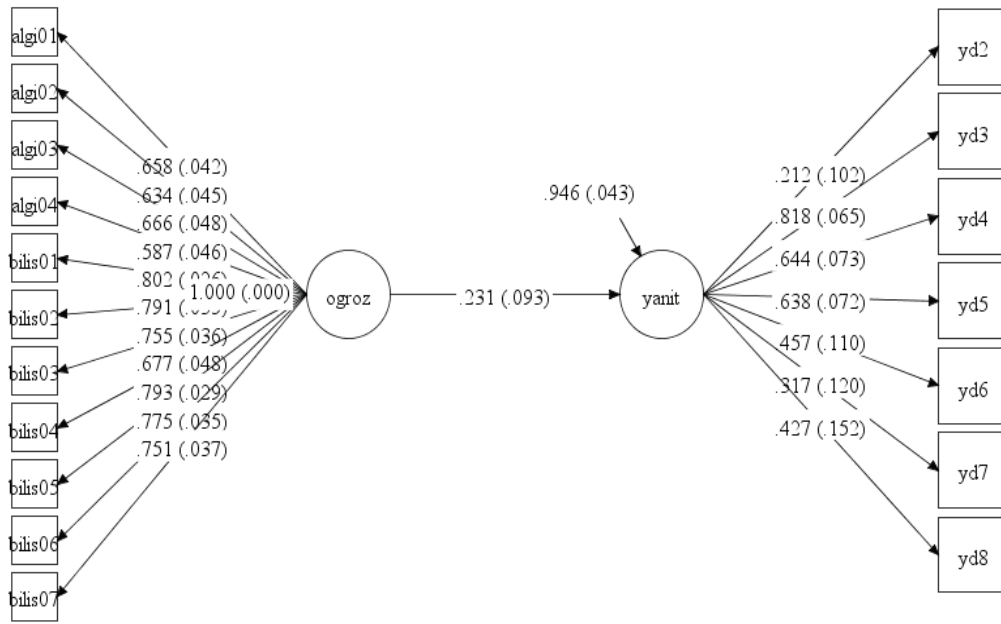 algi01
algi02
algi03
algi04
bilis01
bilis02
bilis03
bilis04
bilis05
bilis06
bilis07
.658 (.042)
.634 (.045)
.666 (.048)
.587 (.046)
.802
1.000 (.000)
.791
.755 (.036)
.677 (.048)
.793 (.029)
.775 (.035)
.751 (.037)
ogroz
.231 (.093)
.946 (.043)
yanit
.212 (.102)
.818 (.065)
.644 (.073)
.638 (.072)
.457 (.110)
.317 (.120)
.427 (.152)
yd2
yd3
yd4
yd5
yd6
yd7
yd8